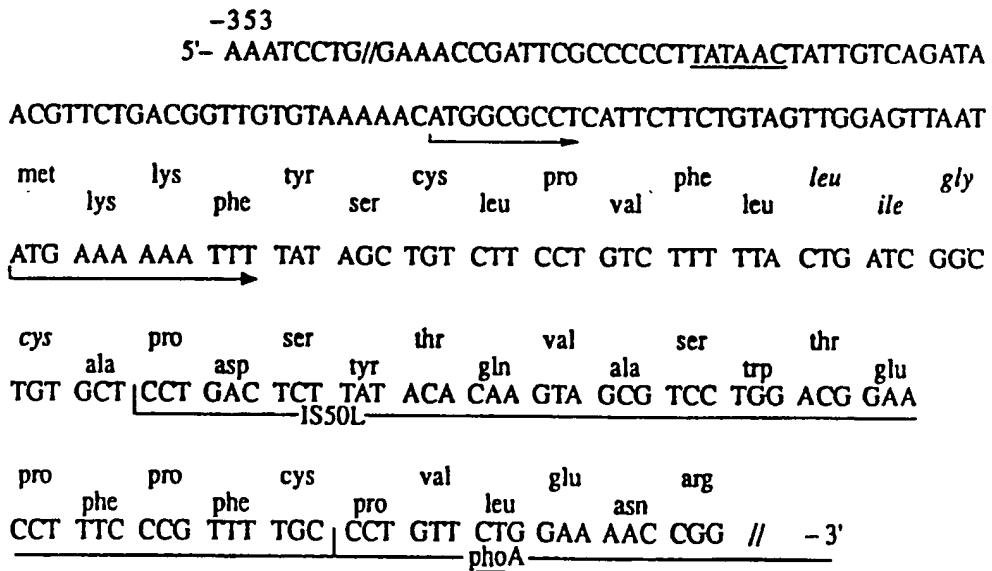 -353
5'- AAATCCTG//GAAACCGATTCGCCCCCTTATAACTATTGTCAGATA
ACGTTCTGACGGTTGTGTAAAAACATGGCGCCTCATTCTTCTGTAGTTGGAGTTAAT
met lys tyr cys pro phe leu gly
lys phe ser leu val leu ile
ATG AAA AAA TTT TAT AGC TGT CTT CCT GTC TTT TTA CTG ATC GGC
cys pro ser thr val ser thr
ala asp tyr gln ala trp glu
TGT GCT CCT GAC TCT TAT ACA CAA GTA GCG TCC TGG ACG GAA
IS50L
pro pro cys val glu arg
phe phe pro leu asn
CCT TTC CCG TTT TGC CCT GTT CTG GAA AAC CGG // - 3'
phoA